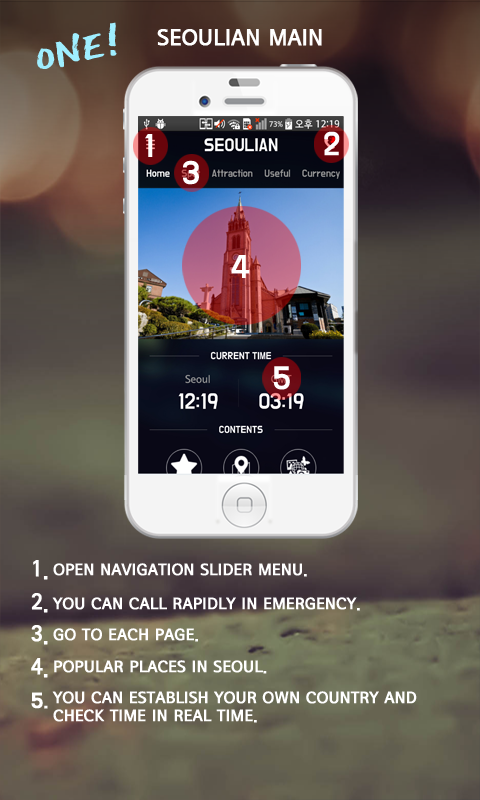 ONE!
SEOULIAN MAIN
73% 오후 12:19
1 SEOULIAN 2
Home 3 Attraction Useful Currency
4
CURRENT TIME
Seoul 5
12:19 03:19
CONTENTS
1. OPEN NAVIGATION SLIDER MENU.
2. YOU CAN CALL RAPIDLY IN EMERGENCY.
3. GO TO EACH PAGE.
4. POPULAR PLACES IN SEOUL.
5. YOU CAN ESTABLISH YOUR OWN COUNTRY AND
CHECK TIME IN REAL TIME.